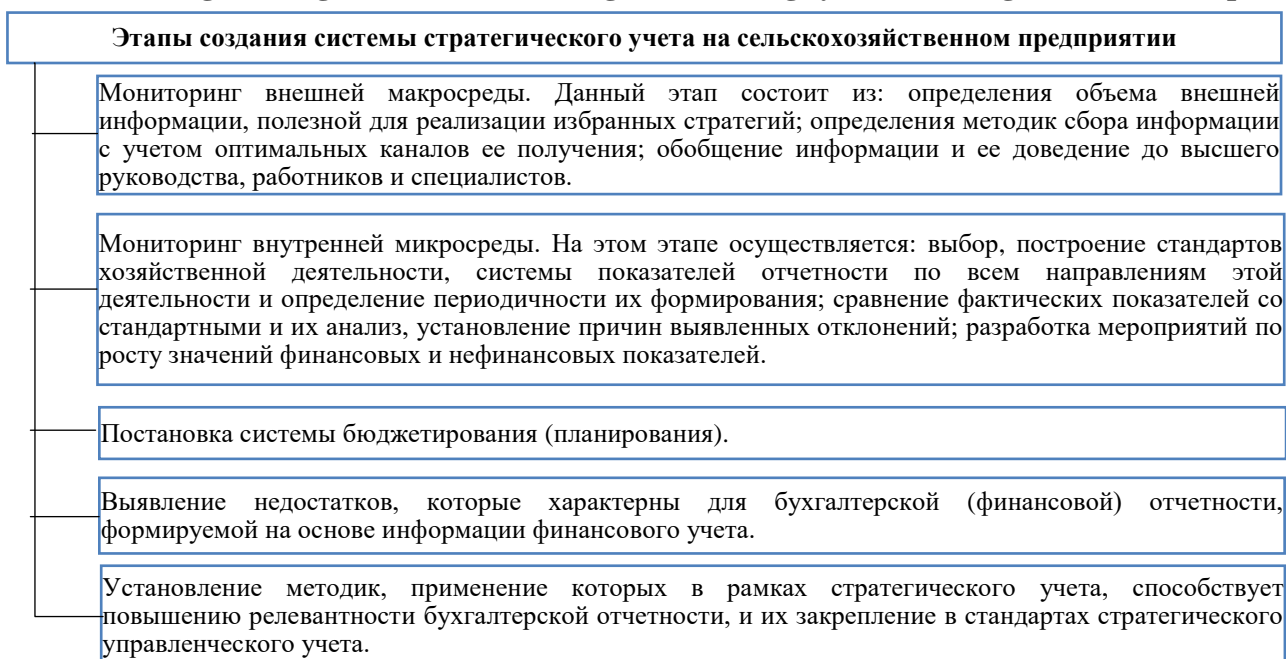 Этапы создания системы стратегического учета на сельскохозяйственном предприятии
Мониторинг внешней макросреды. Данный этап состоит из: определения объема внешней
информации, полезной для реализации избранных стратегий; определения методик сбора информации
с учетом оптимальных каналов ее получения; обобщение информации и ее доведение до высшего
руководства, работников и специалистов.
Мониторинг внутренней микросреды. На этом этапе осуществляется: выбор, построение стандартов
хозяйственной деятельности, системы показателей отчетности по всем направлениям этой
деятельности и определение периодичности их формирования; сравнение фактических показателей со
стандартными и их анализ, установление причин выявленных отклонений; разработка мероприятий по
росту значений финансовых и нефинансовых показателей.
Постановка системы бюджетирования (планирования).
Выявление недостатков, которые характерны для бухгалтерской (финансовой) отчетности,
формируемой на основе информации финансового учета.
Установление методик, применение которых в рамках стратегического учета, способствует
повышению релевантности бухгалтерской отчетности, и их закрепление в стандартах стратегического
управленческого учета.